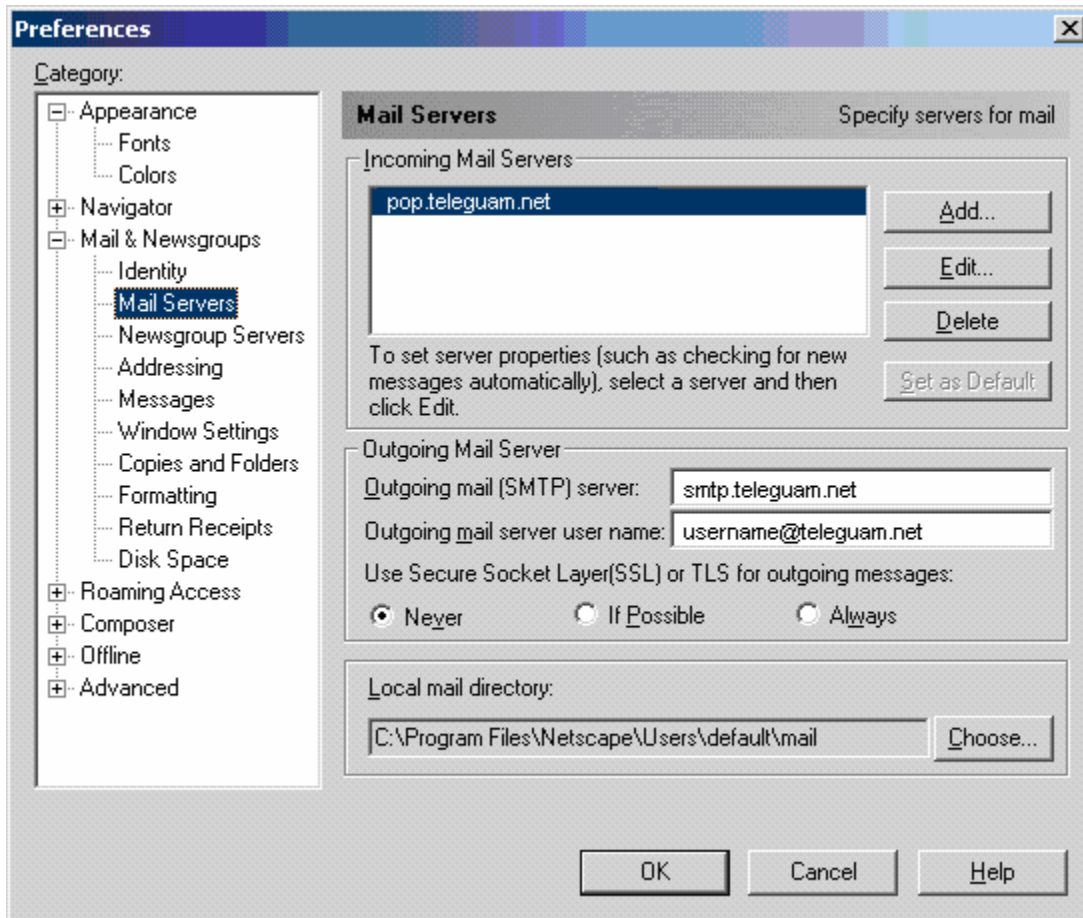 Preferences
Category:
Appearance
Fonts
Colors
Navigator
Mail & Newsgroups
Identity
Mail Servers
Newsgroup Servers
Addressing
Messages
Window Settings
Copies and Folders
Formatting
Return Receipts
Disk Space
Roaming Access
Composer
Offline
Advanced
Mail Servers Specify servers for mail
Incoming Mail Servers
pop.teleguam.net
Add...
Edit...
Delete
Set as Default
To set server properties (such as checking for new
messages automatically), select a server and then
click Edit.
Outgoing Mail Server
Outgoing mail (SMTP) server: smtp.teleguam.net
Outgoing mail server user name: username@teleguam.net
Use Secure Socket Layer(SSL) or TLS for outgoing messages:
Never If Possible Always
Local mail directory:
C:\Program Files\Netscape\Users\default\mail Choose...
OK Cancel Help